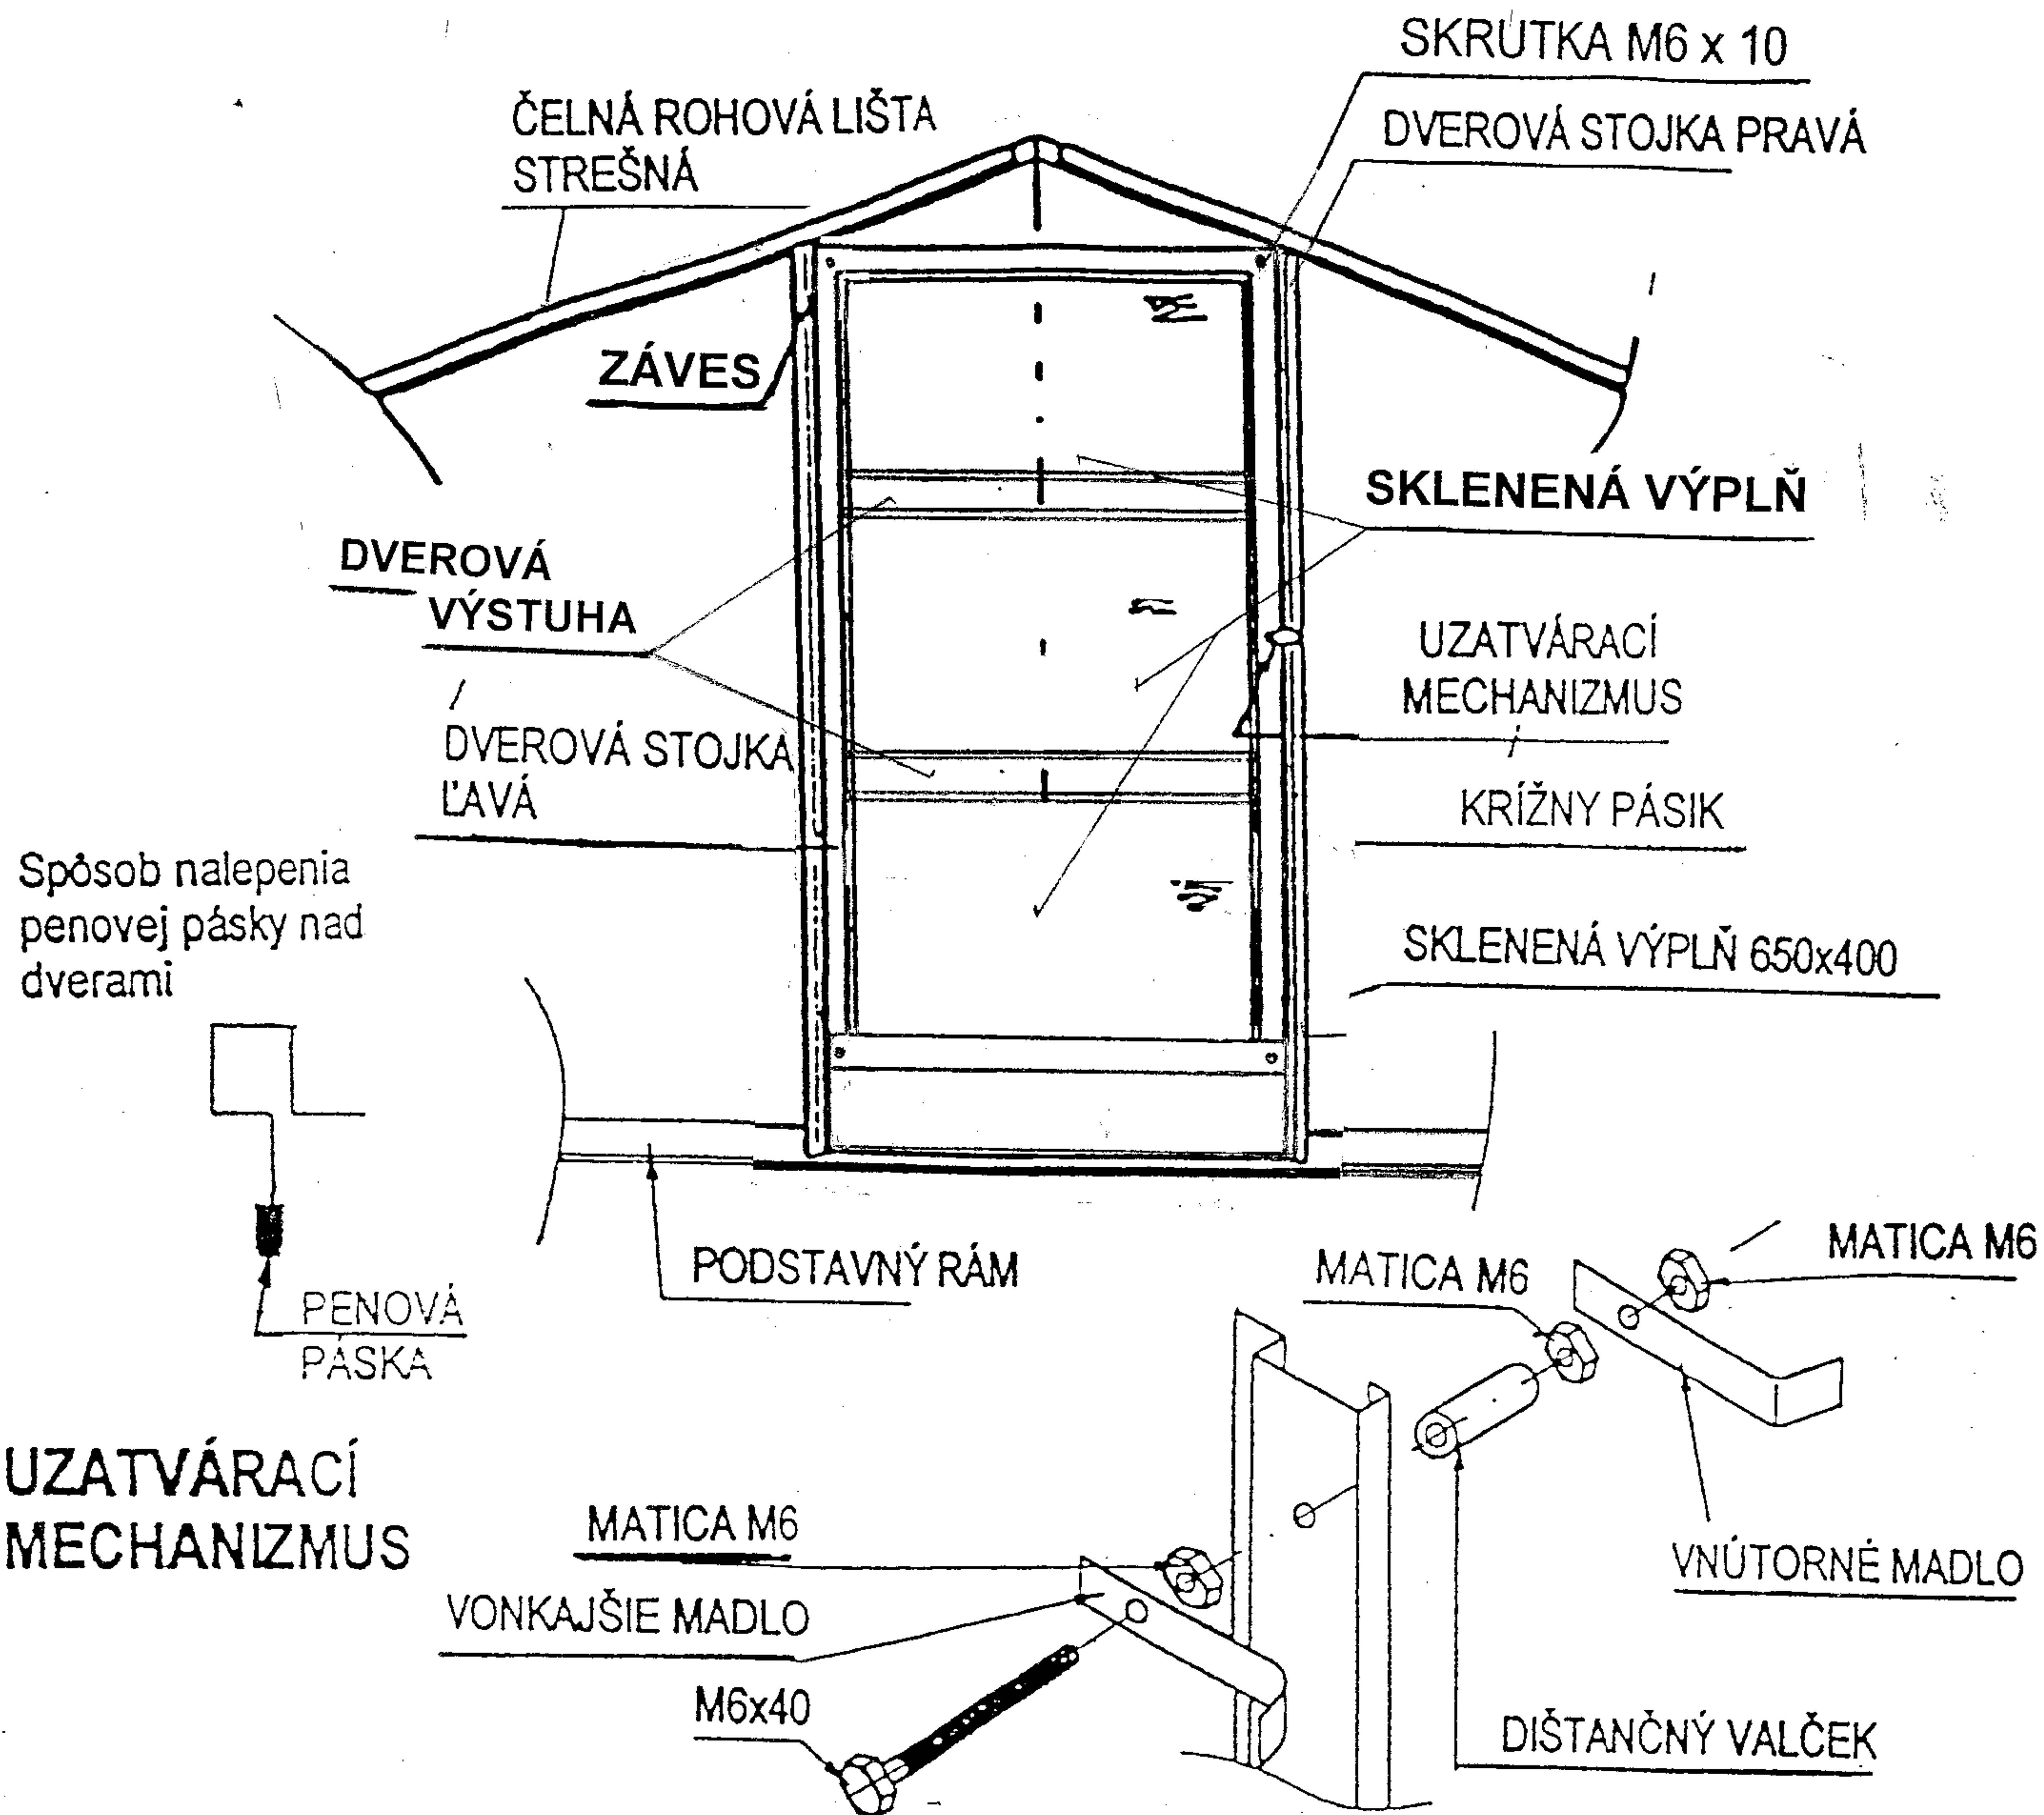 SKRUTKA M6 x 10
ČELNÁ ROHOVÁ LIŠTA
STREŠNÁ
DVEROVÁ STOJKA PRAVÁ
ZÁVES
SKLENENÁ VÝPLŇ
DVEROVÁ
VÝSTUHA
UZATVÁRACÍ
MECHANIZMUS
DVEROVÁ STOJKA
ĽAVÁ
KRÍŽNY PÁSIK
Spôsob nalepenia
penovej pásky nad
dverami
SKLENENÁ VÝPLŇ 650x400
PODSTAVNÝ RÁM
PENOVÁ
PÁSKA
MATICA M6
MATICA M6
UZATVÁRACÍ
MECHANIZMUS
MATICA M6
VONKAJŠIE MADLO
M6x40
VNÚTORNÉ MADLO
DIŠTANČNÝ VALČEK